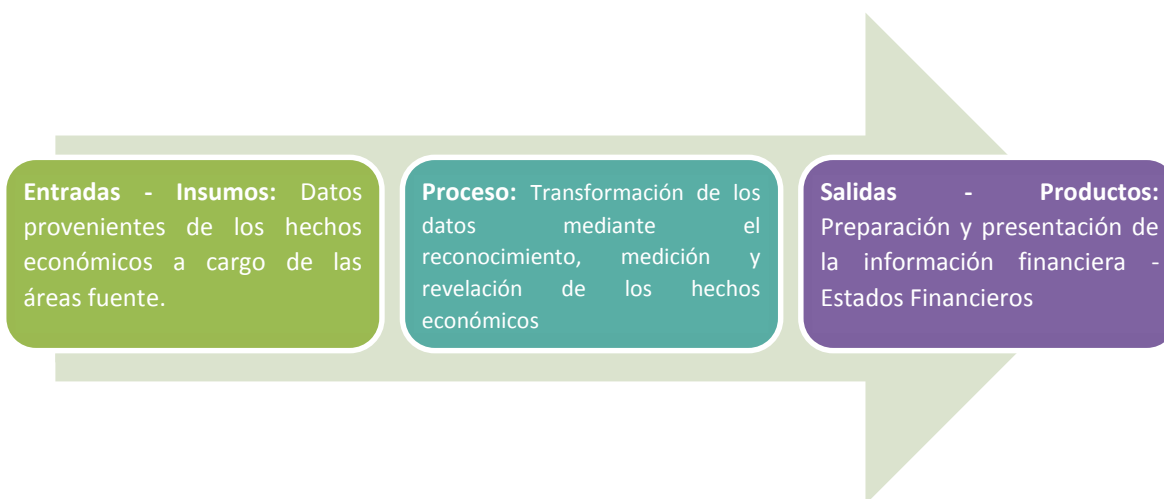 Entradas - Insumos: Datos
provenientes de los hechos
económicos a cargo de las
áreas fuente.
Proceso: Transformación de los
datos mediante el
reconocimiento, medición y
revelación de los hechos
económicos
Salidas - Productos:
Preparación y presentación de
la información financiera -
Estados Financieros